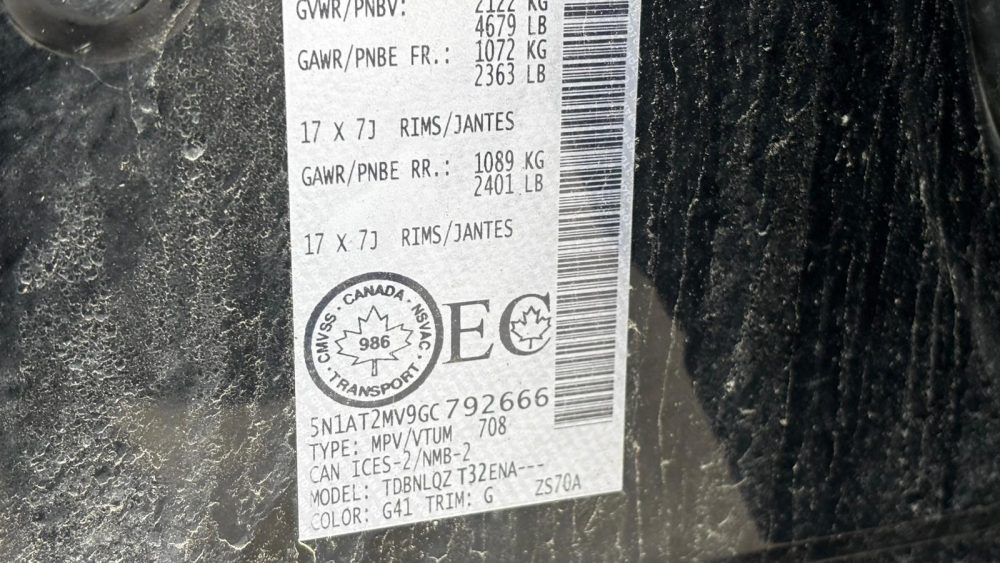 GVWR/PNBV: 2122 KG
4679 LB
GAWR/PNBE FR.: 1072 KG
2363 LB
17 X 7J RIMS/JANTES
GAWR/PNBE RR.: 1089 KG
2401 LB
17 X 7J RIMS/JANTES
CMVSS · CANADA · NSVAC · TRANSPORT ·
986
EC
5N1AT2MV9GC792666
TYPE: MPV/VTUM 708
CAN ICES-2/NMB-2
MODEL: TDBNLQZ T32ENA---
COLOR: G41 TRIM: G ZS70A